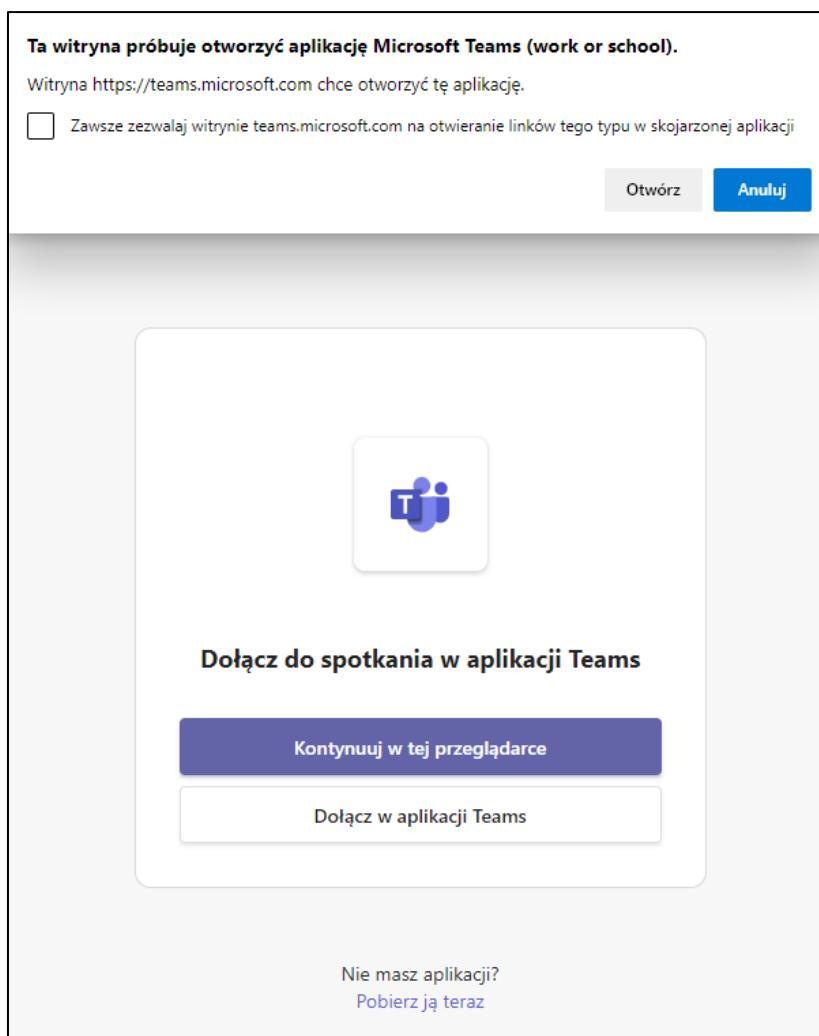 Ta witryna próbuje otworzyć aplikację Microsoft Teams (work or school).
Witryna https://teams.microsoft.com chce otworzyć tę aplikację.
Zawsze zezwalaj witrynie teams.microsoft.com na otwieranie linków tego typu w skojarzonej aplikacji
Otwórz
Anuluj
T
Dołącz do spotkania w aplikacji Teams
Kontynuuj w tej przeglądarce
Dołącz w aplikacji Teams
Nie masz aplikacji?
Pobierz ją teraz